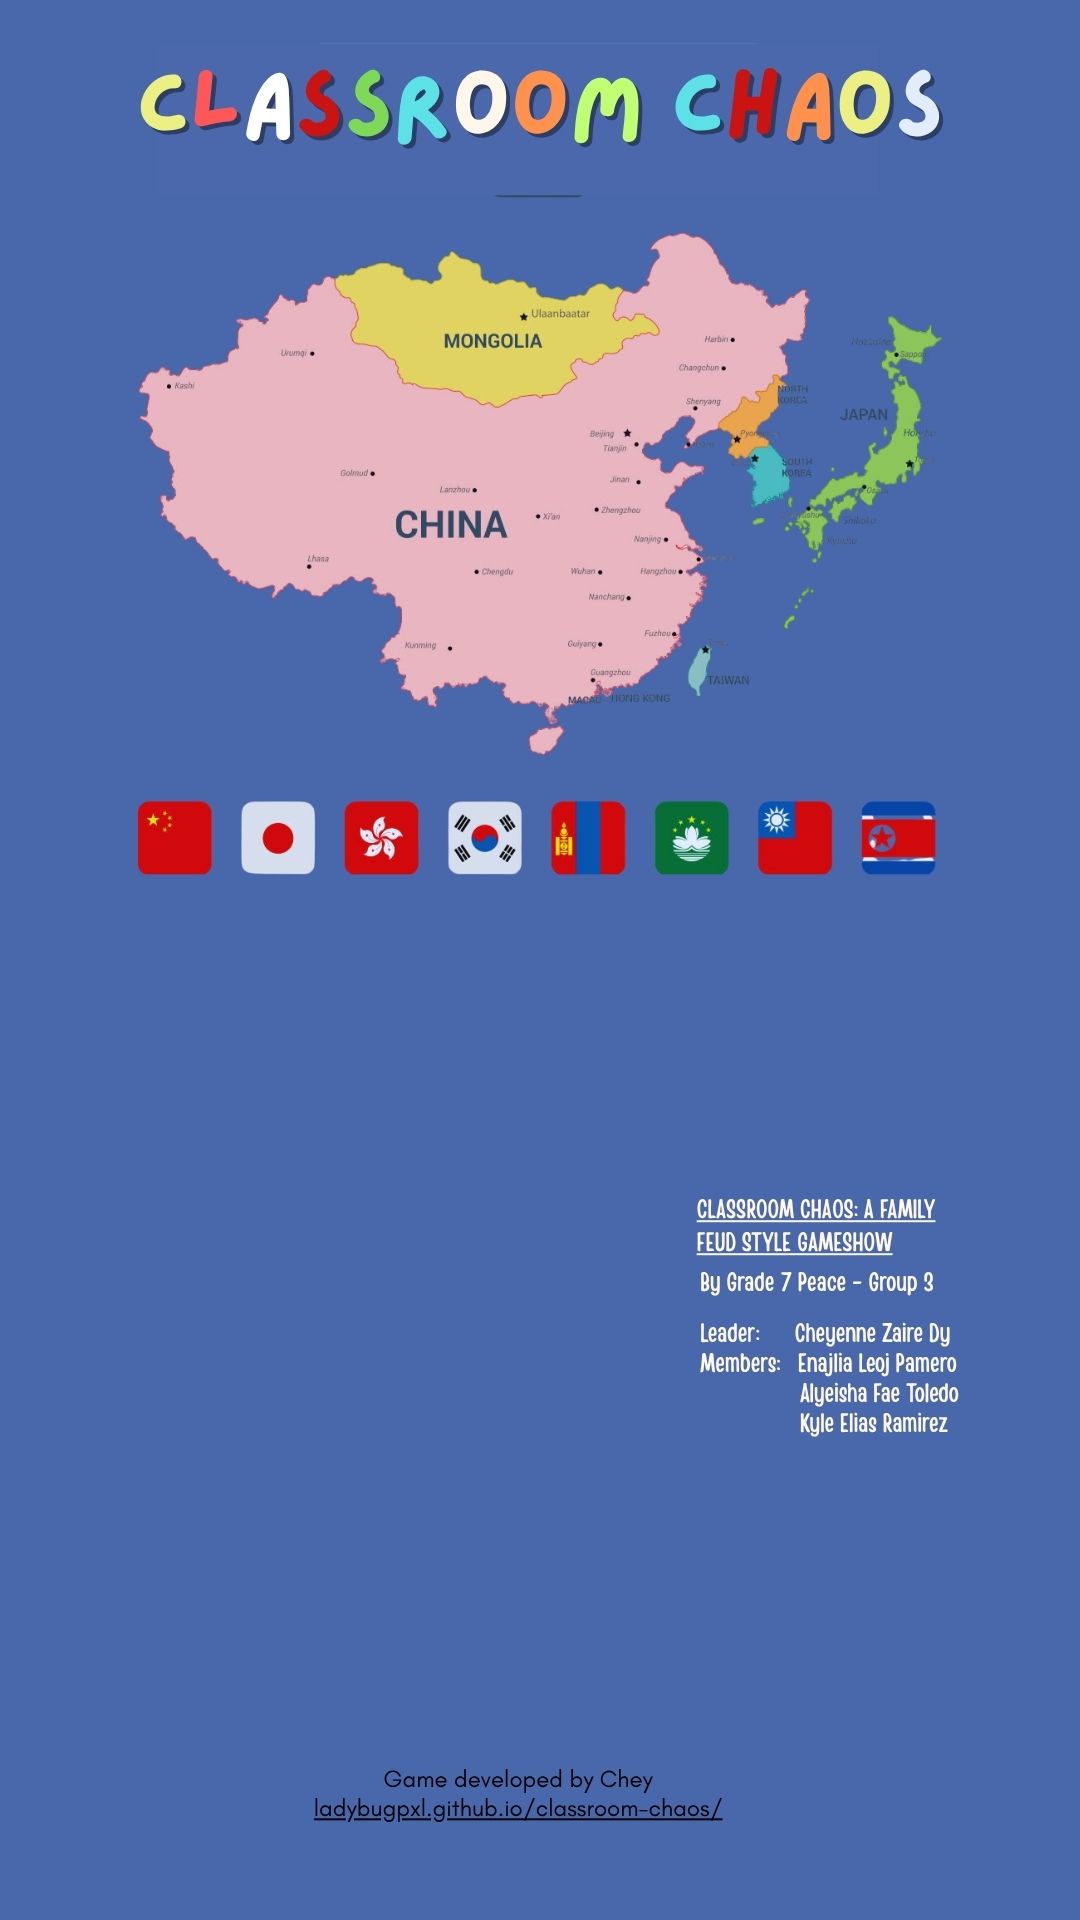 CLASSROOM CHAOS
Ulaanbaatar
MONGOLIA
Harbin
Urumqi
Hokkaido
Sapporo
Changchun
Kashi
NORTH
KOREA
Shenyang
JAPAN
Beijing
Tianjin
SOUTH
KOREA
Golmud
Jinan
Lanzhou
Osaka
CHINA
Xi'an
Zhengzhou
Shikoku
Nanjing
Kyushu
Lhasa
Chengdu
Wuhan
Hangzhou
Nanchang
Fuzhou
Kunming
Guiyang
Guangzhou
TAIWAN
MACAU
HONG KONG
CLASSROOM CHAOS: A FAMILY
FEUD STYLE GAMESHOW
By Grade 7 Peace - Group 3
Leader: Cheyenne Zaire Dy
Members: Enajlia Leoj Pamero
Alyeisha Fae Toledo
Kyle Elias Ramirez
Game developed by Chey
ladybugpxl.github.io/classroom-chaos/